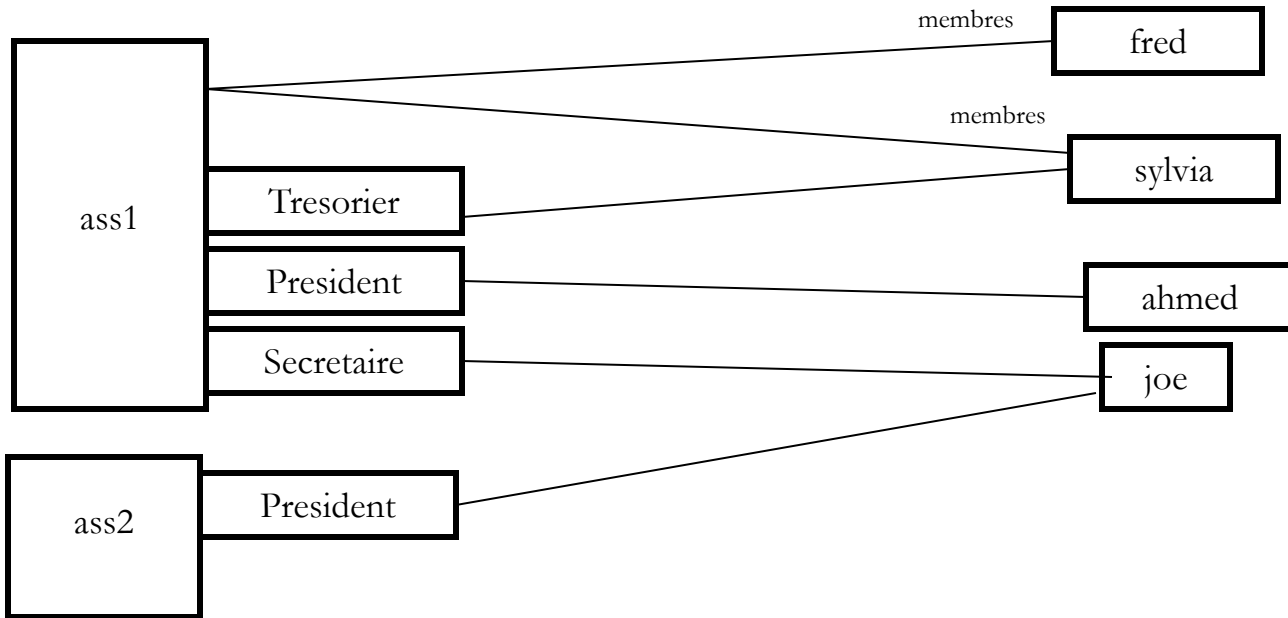 membres
fred
membres
sylvia
ass1
Tresorier
President
ahmed
Secretaire
joe
ass2
President